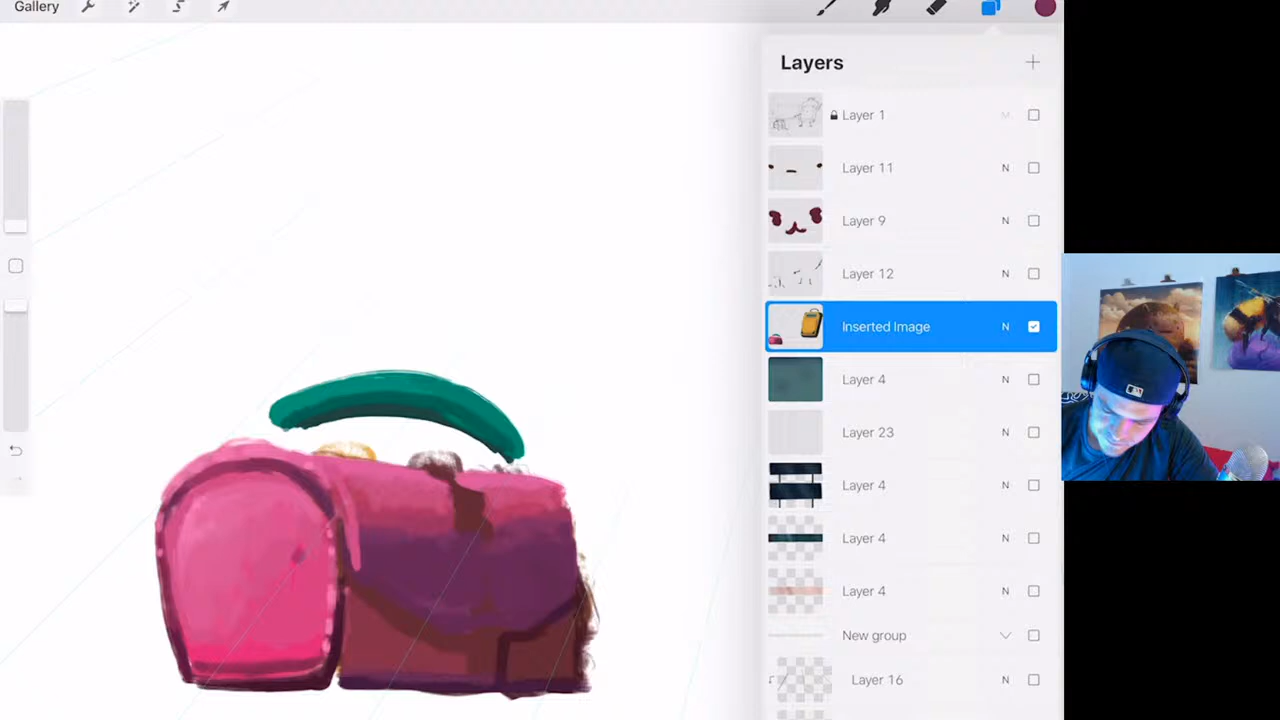 Gallery
Layers
Layer 1 M
Layer 11 N
Layer 9 N
Layer 12 N
Inserted Image N
Layer 4 N
Layer 23 N
Layer 4 N
Layer 4 N
Layer 4 N
New group
Layer 16 N